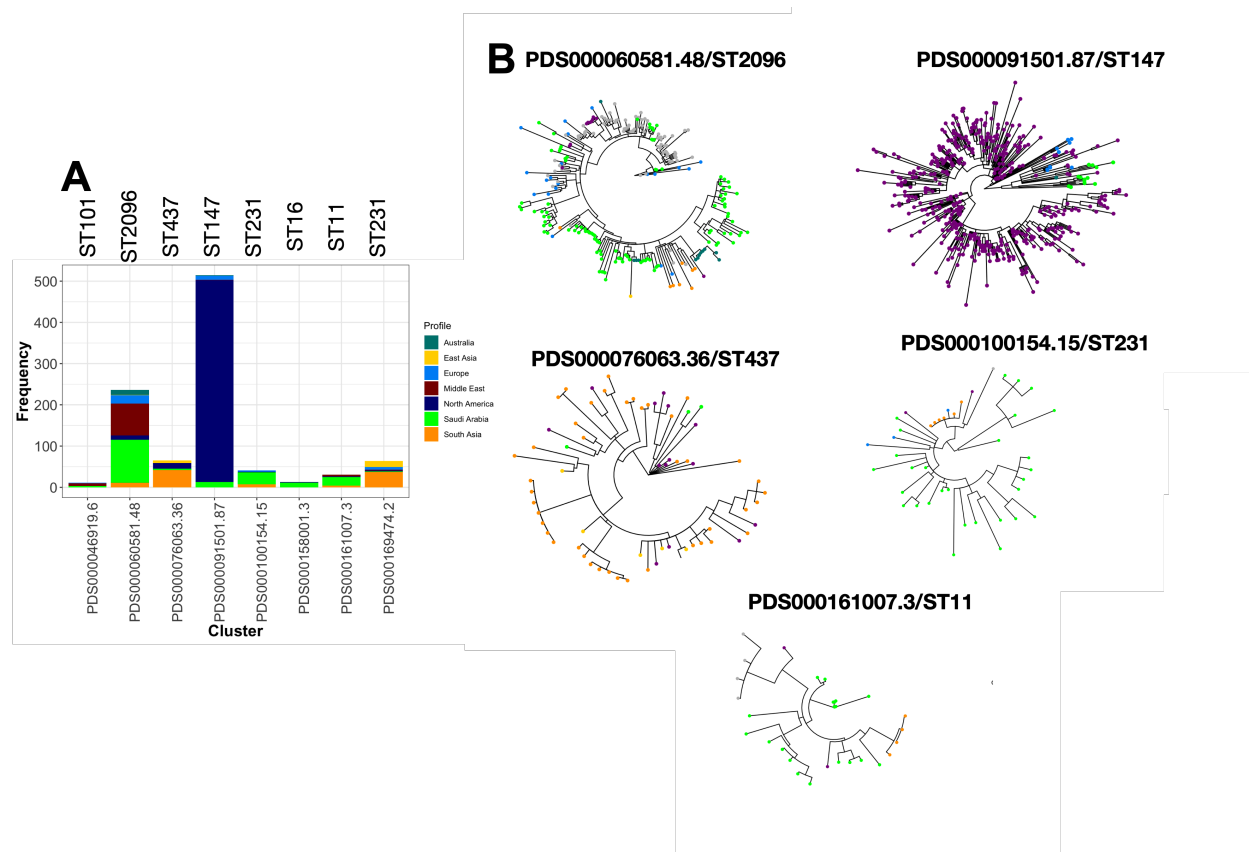 A
ST101
ST2096
ST437
ST147
ST231
ST16
ST11
ST231
Frequency
500
400
300
200
100
0
PDS000046919.6
PDS000060581.48
PDS000076063.36
PDS000091501.87
PDS000100154.15
PDS000158001.3
PDS000161007.3
PDS000169474.2
Cluster
Profile
Australia
East Asia
Europe
Middle East
North America
Saudi Arabia
South Asia
B
PDS000060581.48/ST2096
PDS000091501.87/ST147
PDS000076063.36/ST437
PDS000100154.15/ST231
PDS000161007.3/ST11